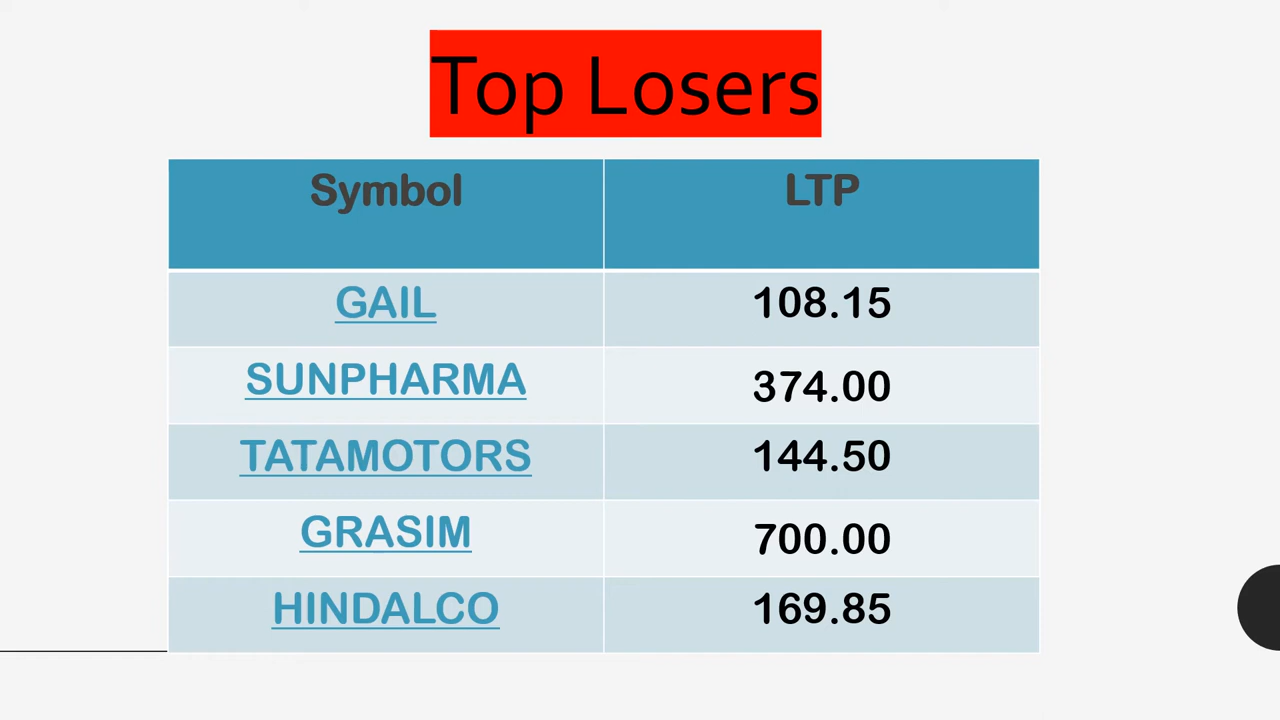 Top Losers
Symbol LTP
GAIL 108.15
SUNPHARMA 374.00
TATAMOTORS 144.50
GRASIM 700.00
HINDALCO 169.85